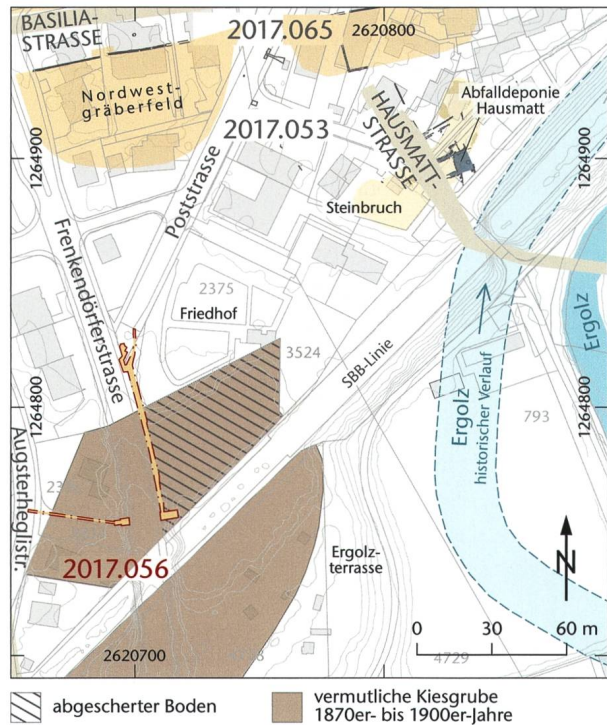 BASILIA-
STRASSE
2017.065
2620800
Nordwest-
gräberfeld
Abfalldeponie
Hausmatt
2017.053
HAUSMATT-
STRASSE
1264900
1264900
Poststrasse
Steinbruch
Frenkendörferstrasse
2375
Friedhof
3524
SBB-Linie
Ergolz
historischer Verlauf
Ergolz
1264800
1264800
793
Augsterheglistr.
2017.056
Ergolz-
terrasse
N
0 30 60 m
2620700
4729
abgescherter Boden
vermutliche Kiesgrube
1870er- bis 1900er-Jahre